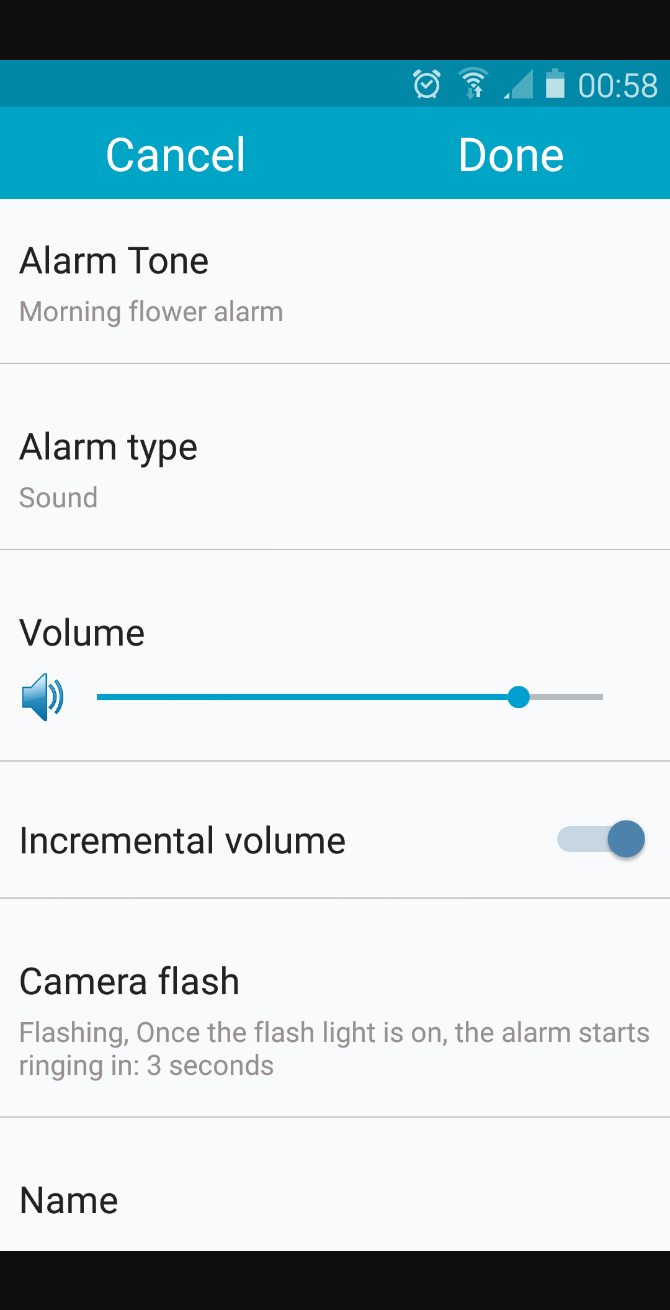 00:58
Cancel Done
Alarm Tone
Morning flower alarm
Alarm type
Sound
Volume
Incremental volume
Camera flash
Flashing, Once the flash light is on, the alarm starts
ringing in: 3 seconds
Name